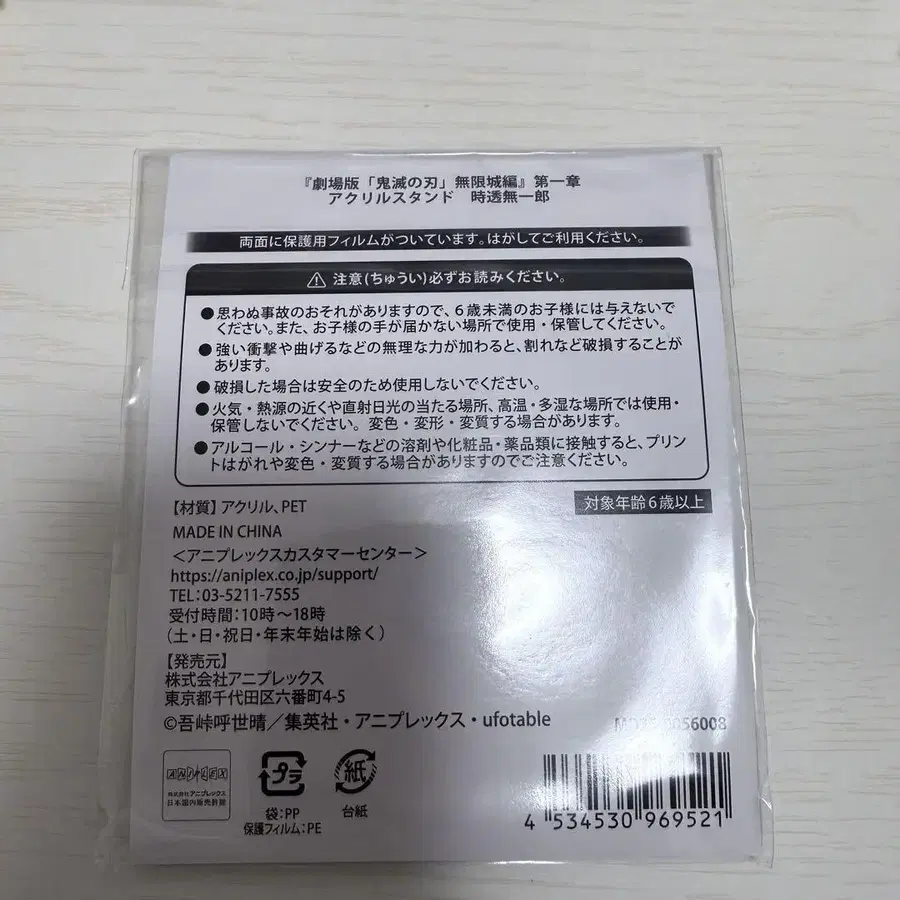 『劇場版「鬼滅の刃」無限城編』第一章
アクリルスタンド　時透無一郎
両面に保護用フィルムがついています。はがしてご利用ください。
⚠ 注意(ちゅうい)必ずお読みください。
●思わぬ事故のおそれがありますので、６歳未満のお子様には与えないで
ください。また、お子様の手が届かない場所で使用・保管してください。
●強い衝撃や曲げるなどの無理な力が加わると、割れなど破損することが
あります。
●破損した場合は安全のため使用しないでください。
●火気・熱源の近くや直射日光の当たる場所、高温・多湿な場所では使用・
保管しないでください。変色・変形・変質する場合があります。
●アルコール・シンナーなどの溶剤や化粧品・薬品類に接触すると、プリン
トはがれや変色・変質する場合がありますのでご注意ください。
【材質】アクリル、PET
対象年齢６歳以上
MADE IN CHINA
＜アニプレックスカスタマーセンター＞
https://aniplex.co.jp/support/
TEL：03-5211-7555
受付時間：10時～18時
（土・日・祝日・年末年始は除く）
【発売元】
株式会社アニプレックス
東京都千代田区六番町4-5
©吾峠呼世晴／集英社・アニプレックス・ufotable
ANIPLEX
株式会社アニプレックス
日本国内販売許諾
プラ
袋：PP
保護フィルム：PE
紙
台紙
4 534530 969521